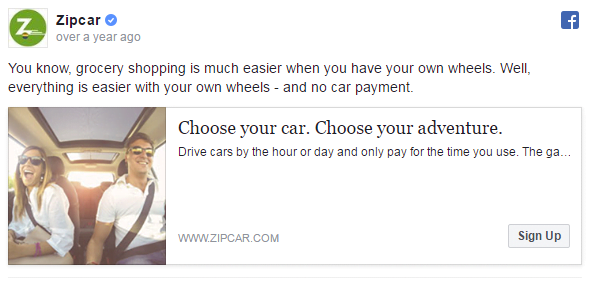 Zipcar
over a year ago
You know, grocery shopping is much easier when you have your own wheels. Well,
everything is easier with your own wheels - and no car payment.
Choose your car. Choose your adventure.
Drive cars by the hour or day and only pay for the time you use. The ga...
WWW.ZIPCAR.COM
Sign Up